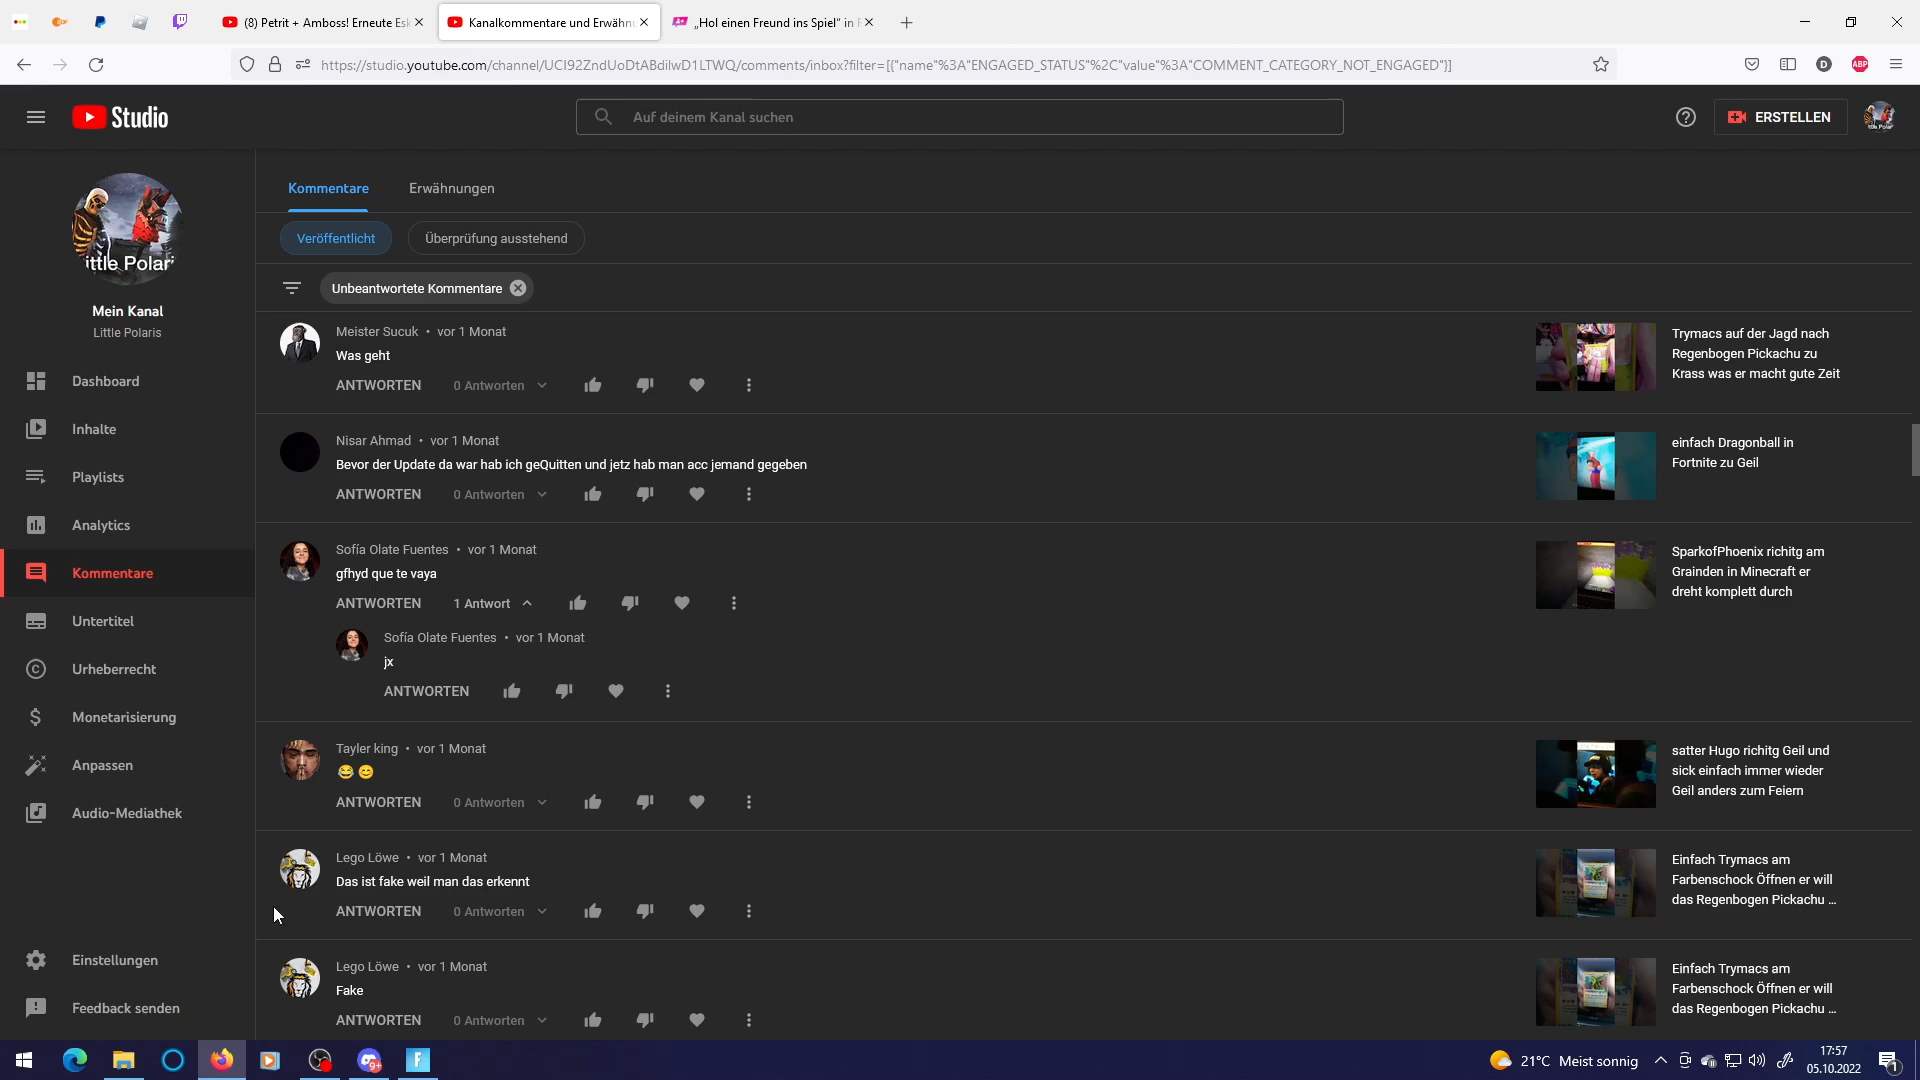 (8) Petrit + Amboss! Erneute Esk
Kanalkommentare und Erwähnu
„Hol einen Freund ins Spiel" in F
https://studio.youtube.com/channel/UCI92ZndUoDtABdilwD1LTWQ/comments/inbox?filter=[{"name"%3A"ENGAGED_STATUS"%2C"value"%3A"COMMENT_CATEGORY_NOT_ENGAGED"}]
D
ABP
Studio
Auf deinem Kanal suchen
ERSTELLEN
ittle Polari
Mein Kanal
Little Polaris
Dashboard
Inhalte
Playlists
Analytics
Kommentare
Untertitel
Urheberrecht
Monetarisierung
Anpassen
Audio-Mediathek
Einstellungen
Feedback senden
Kommentare
Erwähnungen
Veröffentlicht
Überprüfung ausstehend
Unbeantwortete Kommentare
Meister Sucuk • vor 1 Monat
Was geht
ANTWORTEN 0 Antworten
Trymacs auf der Jagd nach
Regenbogen Pickachu zu
Krass was er macht gute Zeit
Nisar Ahmad • vor 1 Monat
Bevor der Update da war hab ich geQuitten und jetz hab man acc jemand gegeben
ANTWORTEN 0 Antworten
einfach Dragonball in
Fortnite zu Geil
Sofía Olate Fuentes • vor 1 Monat
gfhyd que te vaya
ANTWORTEN 1 Antwort
Sofía Olate Fuentes • vor 1 Monat
jx
ANTWORTEN
SparkofPhoenix richitg am
Grainden in Minecraft er
dreht komplett durch
Tayler king • vor 1 Monat
😂 😊
ANTWORTEN 0 Antworten
satter Hugo richitg Geil und
sick einfach immer wieder
Geil anders zum Feiern
Lego Löwe • vor 1 Monat
Das ist fake weil man das erkennt
ANTWORTEN 0 Antworten
Einfach Trymacs am
Farbenschock Öffnen er will
das Regenbogen Pickachu ...
Lego Löwe • vor 1 Monat
Fake
ANTWORTEN 0 Antworten
Einfach Trymacs am
Farbenschock Öffnen er will
das Regenbogen Pickachu ...
9+
21°C Meist sonnig
17:57
05.10.2022
1